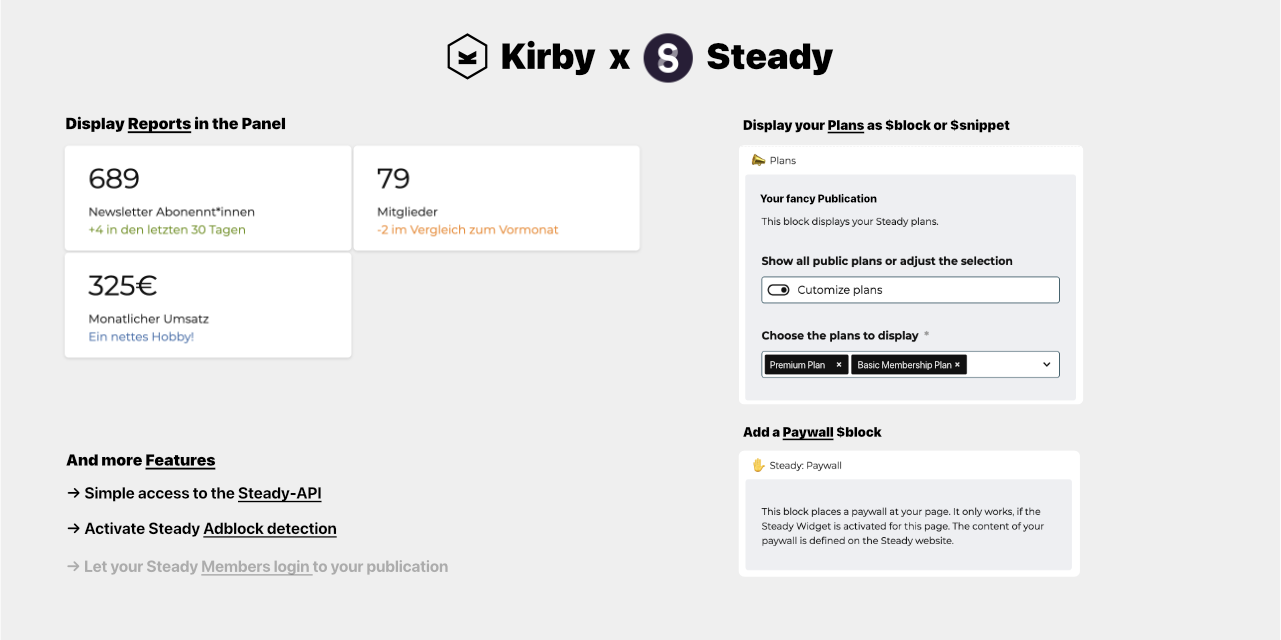 Kirby x Steady
Display Reports in the Panel
689
Newsletter Abonennt*innen
+4 in den letzten 30 Tagen
79
Mitglieder
-2 im Vergleich zum Vormonat
325€
Monatlicher Umsatz
Ein nettes Hobby!
And more Features
→ Simple access to the Steady-API
→ Activate Steady Adblock detection
→ Let your Steady Members login to your publication
Display your Plans as $block or $snippet
Plans
Your fancy Publication
This block displays your Steady plans.
Show all public plans or adjust the selection
Cutomize plans
Choose the plans to display *
Premium Plan × Basic Membership Plan ×
Add a Paywall $block
Steady: Paywall
This block places a paywall at your page. It only works, if the
Steady Widget is activated for this page. The content of your
paywall is defined on the Steady website.